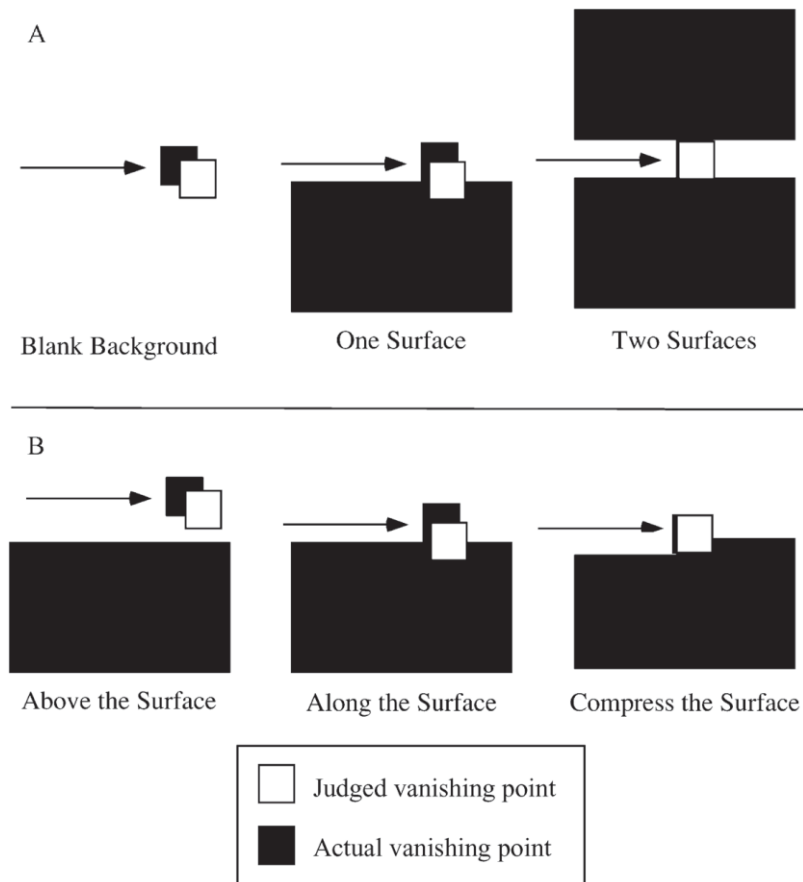 A
Blank Background
One Surface
Two Surfaces
B
Above the Surface
Along the Surface
Compress the Surface
Judged vanishing point
Actual vanishing point